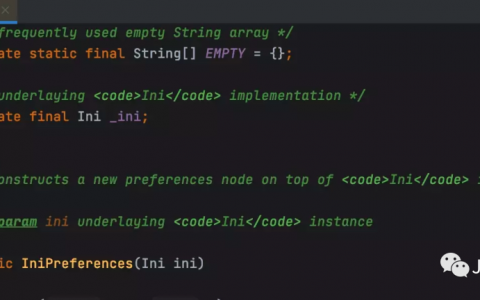 frequently used empty String array */
ate static final String[] EMPTY = {};
underlaying <code>Ini</code> implementation */
ate final Ini _ini;
onstructs a new preferences node on top of <code>Ini</code> i
param ini underlaying <code>Ini</code> instance
ic IniPreferences(Ini ini)
J